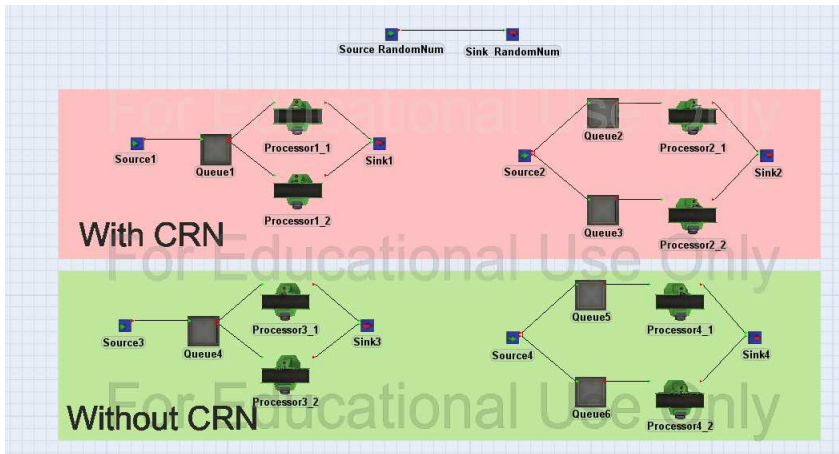 Source RandomNum
Sink RandomNum
For Educational Use Only
Source1
Queue1
Processor1_1
Processor1_2
Sink1
Source2
Queue2
Queue3
Processor2_1
Processor2_2
Sink2
With CRN
For Educational Use Only
Source3
Queue4
Processor3_1
Processor3_2
Sink3
Source4
Queue5
Queue6
Processor4_1
Processor4_2
Sink4
Without CRN
For Educational Use Only